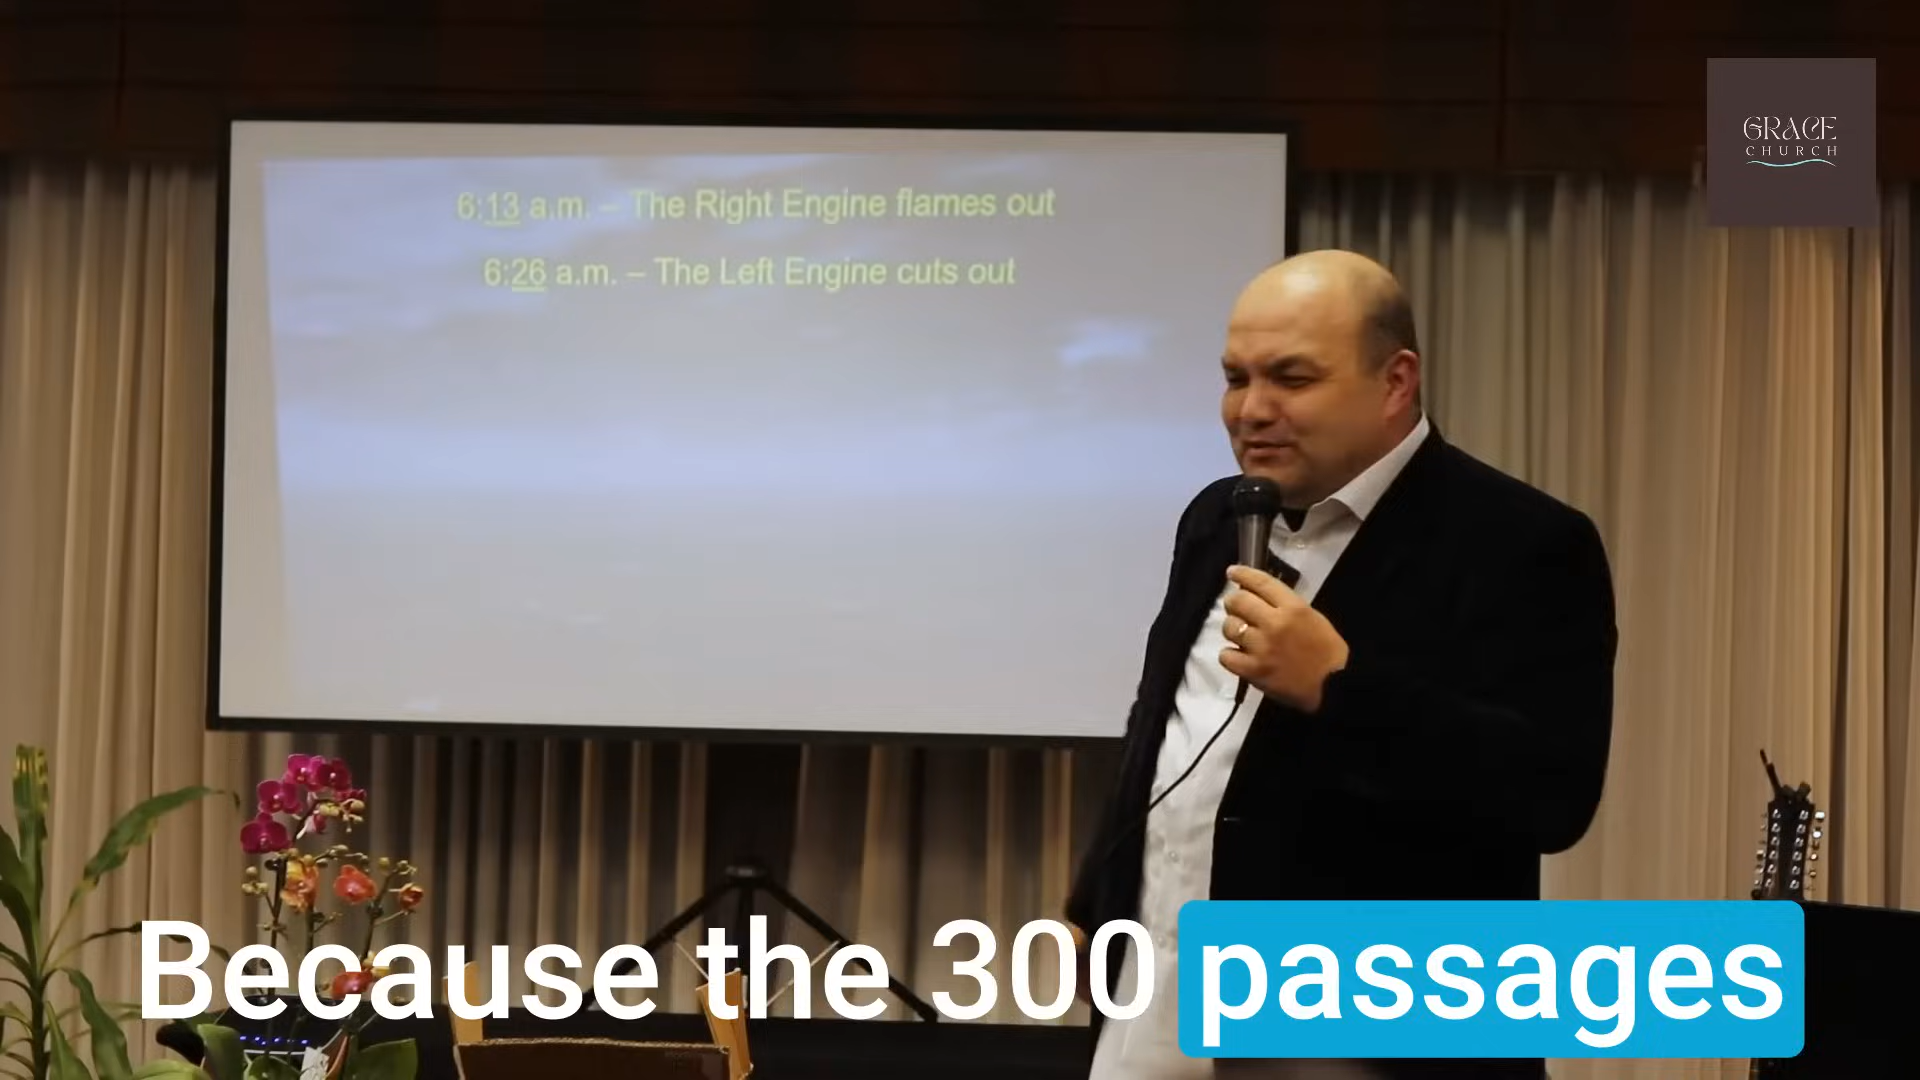 GRACE
CHURCH
6:13 a.m. – The Right Engine flames out
6:26 a.m. – The Left Engine cuts out
Because the 300 passages